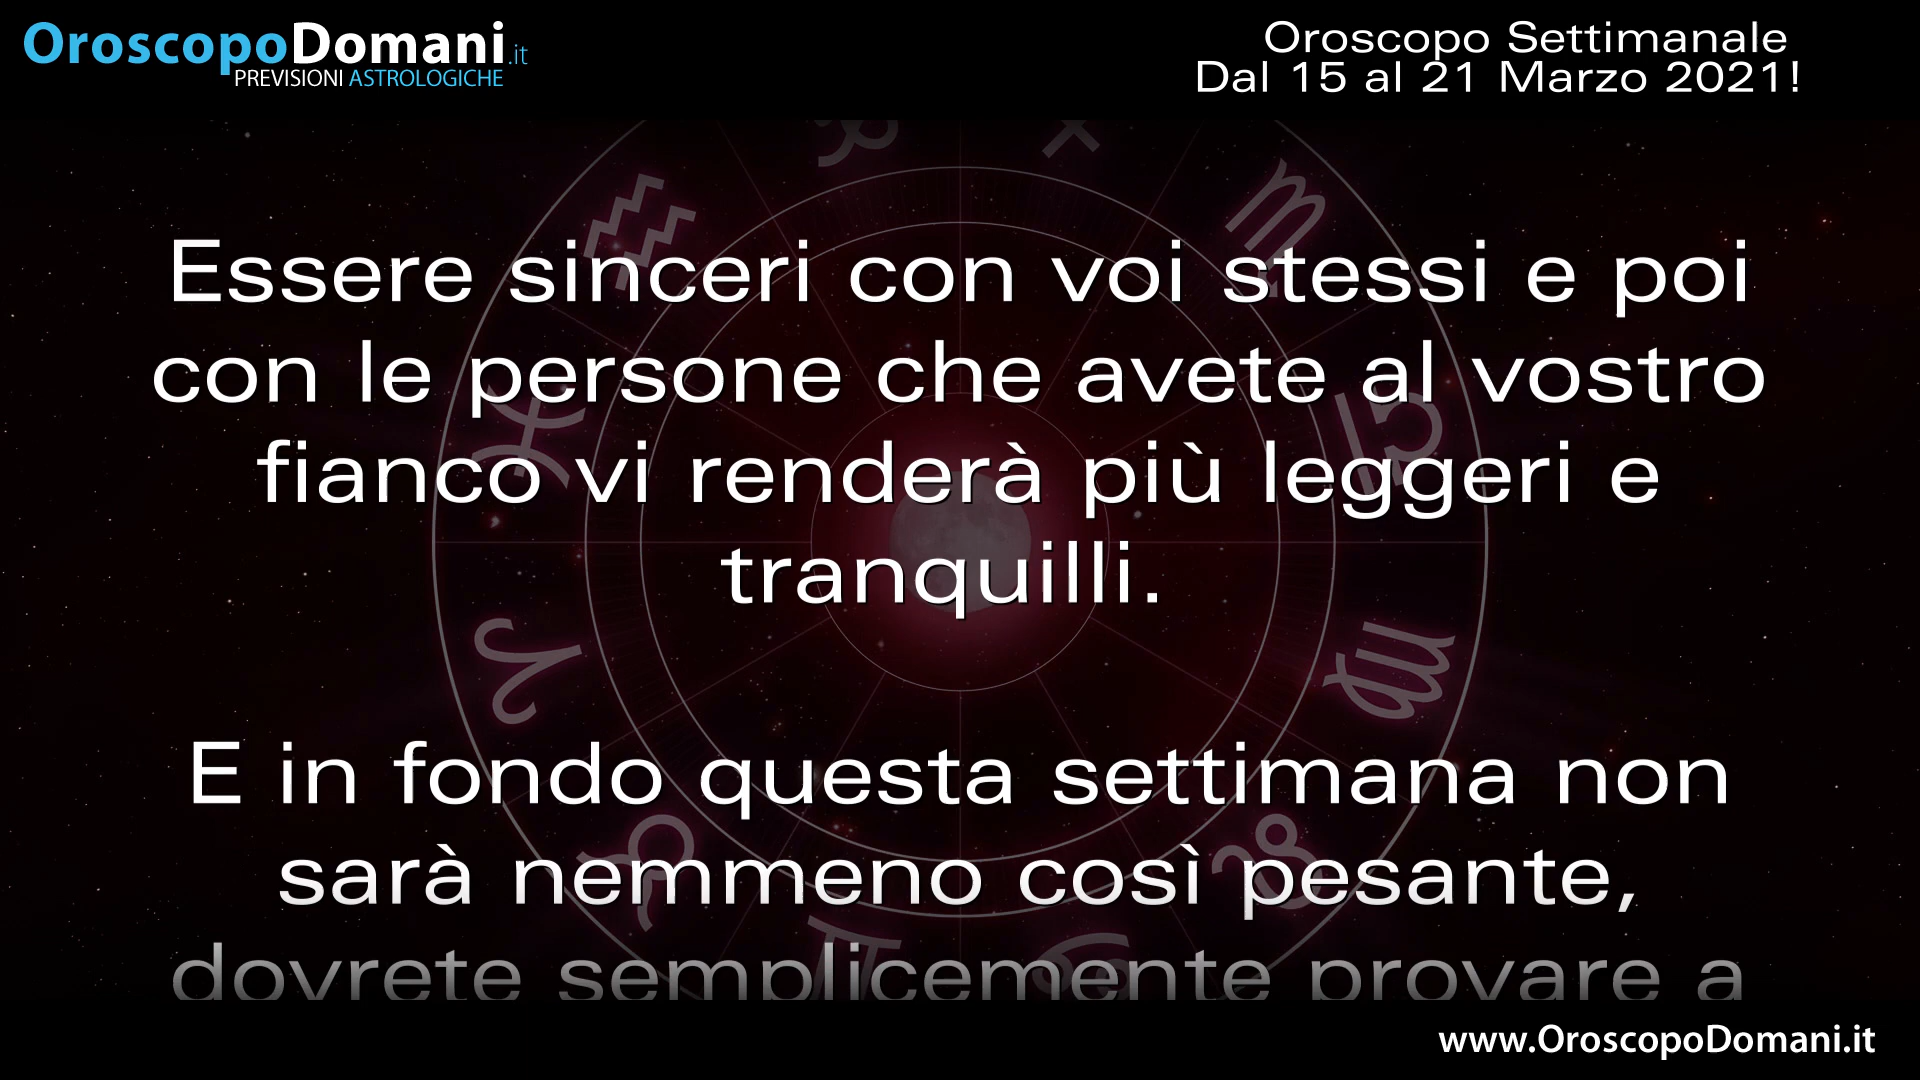 OroscopoDomani.it
PREVISIONI ASTROLOGICHE
Oroscopo Settimanale
Dal 15 al 21 Marzo 2021!
Essere sinceri con voi stessi e poi
con le persone che avete al vostro
fianco vi renderà più leggeri e
tranquilli.
E in fondo questa settimana non
sarà nemmeno così pesante,
dovrete semplicemente provare a
www.OroscopoDomani.it